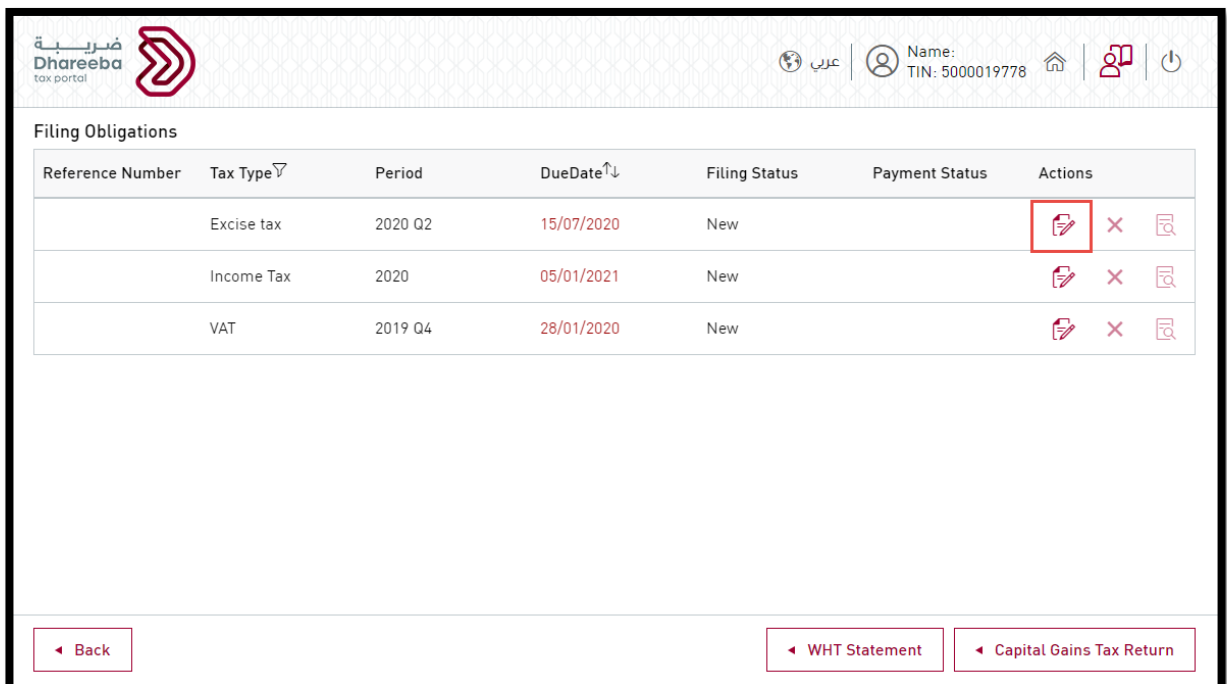 ضريـــبـــة
Dhareeba
tax portal
عربي
Name:
TIN: 5000019778
Filing Obligations
Reference Number Tax Type Period DueDate Filing Status Payment Status Actions
Excise tax 2020 Q2 15/07/2020 New
Income Tax 2020 05/01/2021 New
VAT 2019 Q4 28/01/2020 New
Back WHT Statement Capital Gains Tax Return